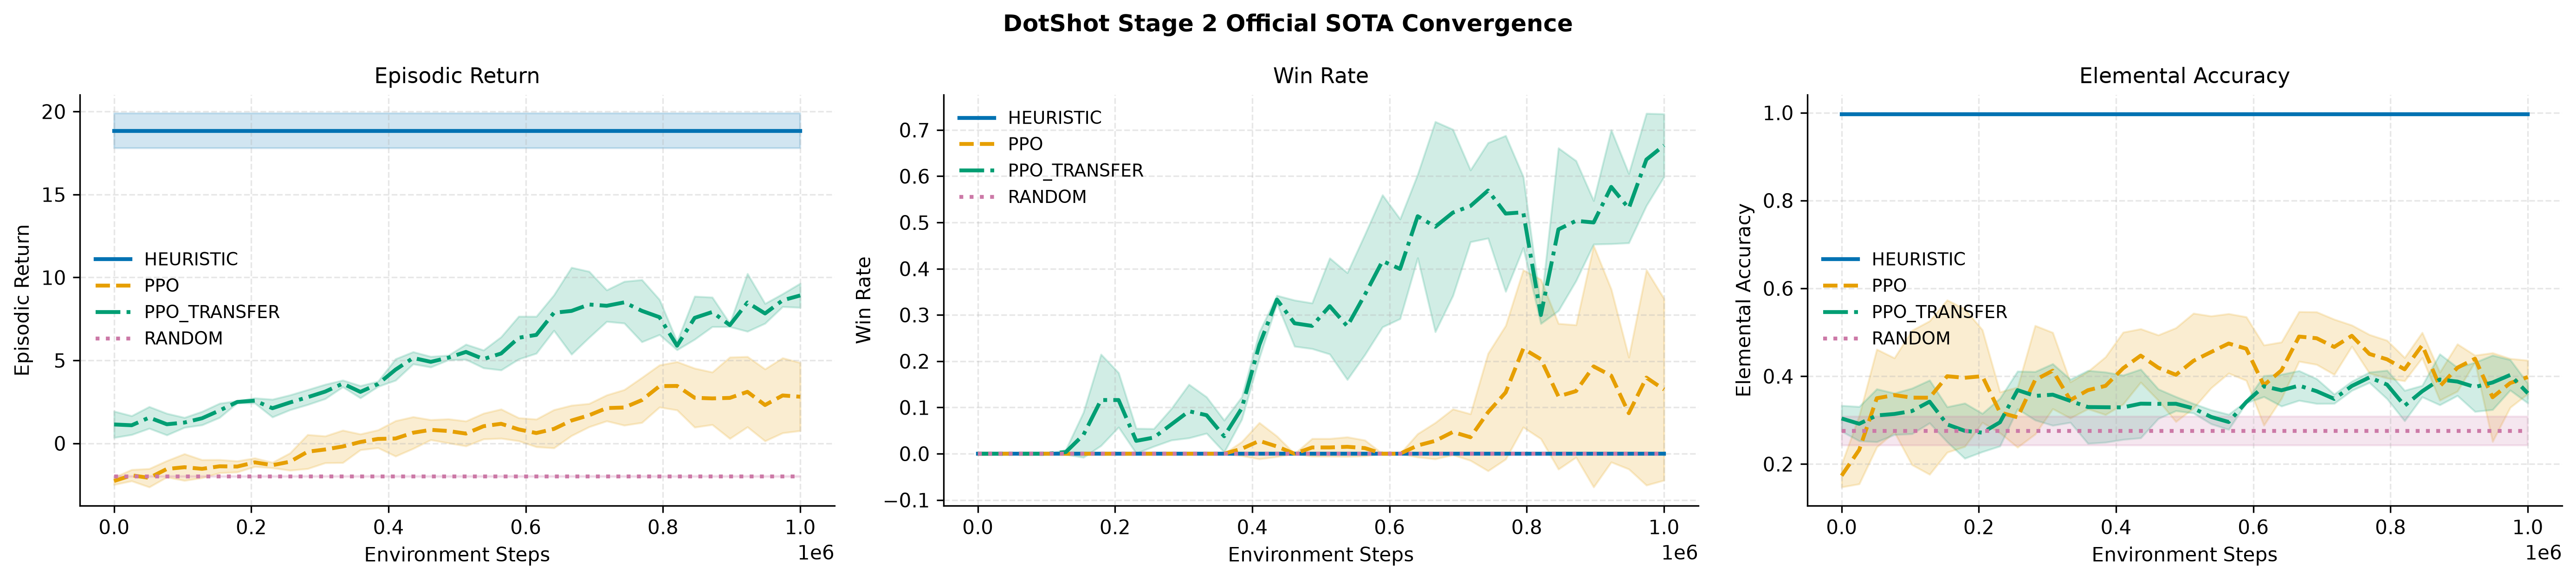 DotShot Stage 2 Official SOTA Convergence
Episodic Return
Episodic Return
20
15
10
5
0
HEURISTIC
PPO
PPO_TRANSFER
RANDOM
0.0 0.2 0.4 0.6 0.8 1.0
1e6
Environment Steps
Win Rate
Win Rate
0.7
0.6
0.5
0.4
0.3
0.2
0.1
0.0
−0.1
HEURISTIC
PPO
PPO_TRANSFER
RANDOM
0.0 0.2 0.4 0.6 0.8 1.0
1e6
Environment Steps
Elemental Accuracy
Elemental Accuracy
1.0
0.8
0.6
0.4
0.2
HEURISTIC
PPO
PPO_TRANSFER
RANDOM
0.0 0.2 0.4 0.6 0.8 1.0
1e6
Environment Steps